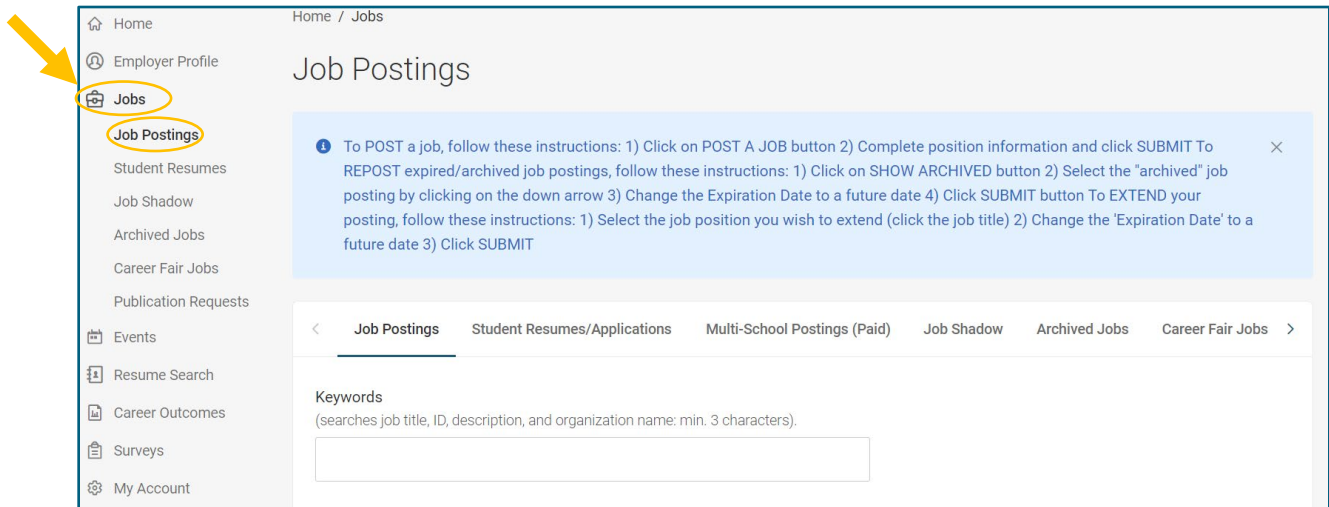 Home
Employer Profile
Jobs
Job Postings
Student Resumes
Job Shadow
Archived Jobs
Career Fair Jobs
Publication Requests
Events
Resume Search
Career Outcomes
Surveys
My Account
Home / Jobs
Job Postings
To POST a job, follow these instructions: 1) Click on POST A JOB button 2) Complete position information and click SUBMIT To
REPOST expired/archived job postings, follow these instructions: 1) Click on SHOW ARCHIVED button 2) Select the "archived" job
posting by clicking on the down arrow 3) Change the Expiration Date to a future date 4) Click SUBMIT button To EXTEND your
posting, follow these instructions: 1) Select the job position you wish to extend (click the job title) 2) Change the 'Expiration Date' to a
future date 3) Click SUBMIT
Job Postings Student Resumes/Applications Multi-School Postings (Paid) Job Shadow Archived Jobs Career Fair Jobs
Keywords
(searches job title, ID, description, and organization name: min. 3 characters).